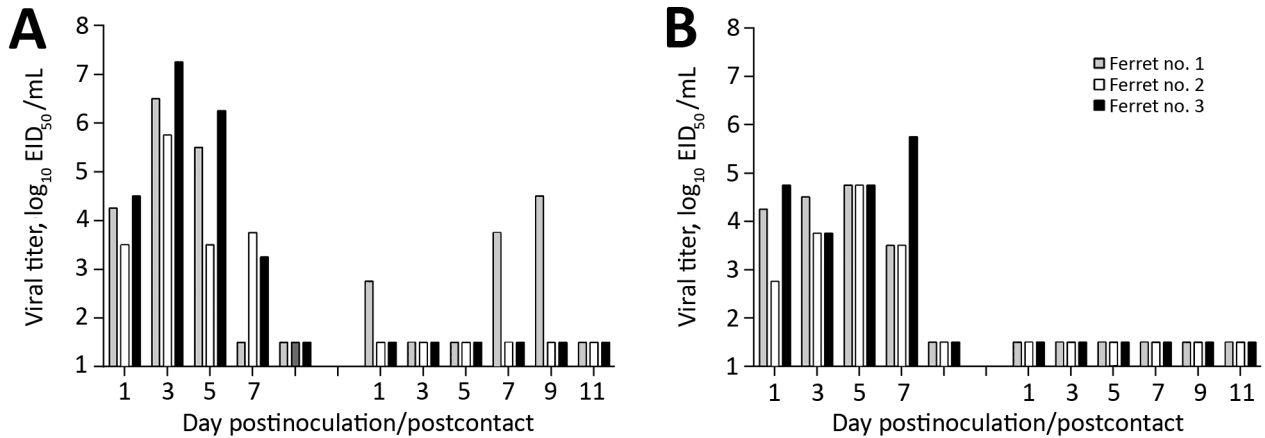 A
8
7
6
5
4
3
2
1
Viral titer, log10 EID50/mL
1 3 5 7 1 3 5 7 9 11
Day postinoculation/postcontact
B
8
7
6
5
4
3
2
1
Viral titer, log10 EID50/mL
Ferret no. 1
Ferret no. 2
Ferret no. 3
1 3 5 7 1 3 5 7 9 11
Day postinoculation/postcontact